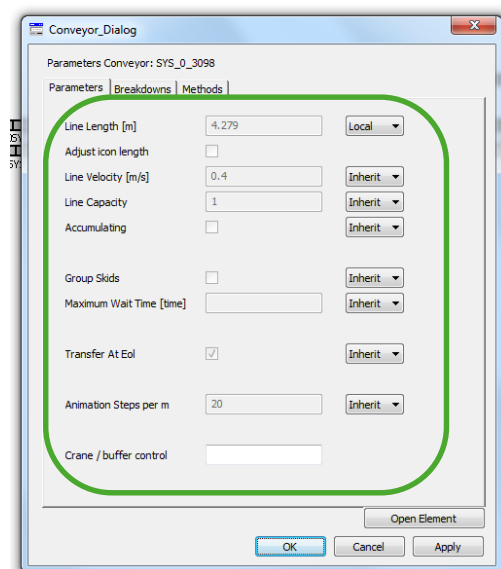 Conveyor_Dialog
Parameters Conveyor: SYS_0_3098
Parameters Breakdowns Methods
Line Length [m] 4.279 Local
Adjust icon length
Line Velocity [m/s] 0.4 Inherit
Line Capacity 1 Inherit
Accumulating Inherit
Group Skids Inherit
Maximum Wait Time [time] Inherit
Transfer At Eol Inherit
Animation Steps per m 20 Inherit
Crane / buffer control
Open Element
OK Cancel Apply